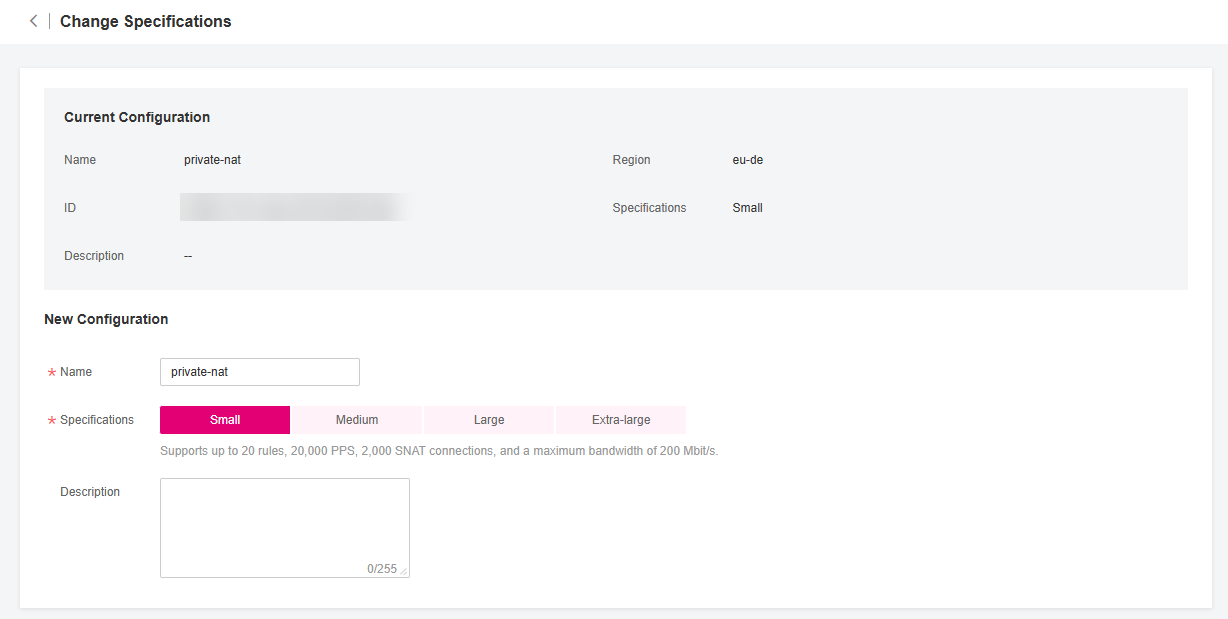 Change Specifications
Current Configuration
Name private-nat Region eu-de
ID Specifications Small
Description --
New Configuration
* Name private-nat
* Specifications Small Medium Large Extra-large
Supports up to 20 rules, 20,000 PPS, 2,000 SNAT connections, and a maximum bandwidth of 200 Mbit/s.
Description
0/255